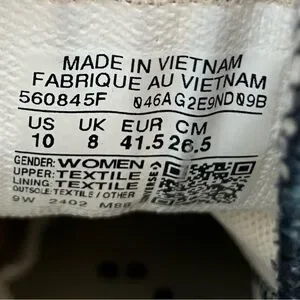 MADE IN VIETNAM
FABRIQUE AU VIETNAM
560845F 046AG2E9ND09B
US UK EUR CM
10 8 41.5 26.5
GENDER: WOMEN
UPPER: TEXTILE
LINING: TEXTILE
OUTSOLE: TEXTILE / OTHER
9W 2402